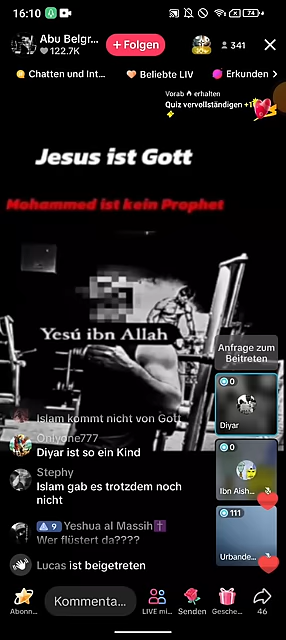 16:10
74
Abu Belgr...
122.7K
+ Folgen
341
Chatten und Int...
Beliebte LIV
Erkunden >
Vorab erhalten
Quiz vervollständigen +1
Jesus ist Gott
Mohammed ist kein Prophet
Yesú ibn Allah
Anfrage zum
Beitreten
0
Diyar
0
Ibn Aish...
111
Urbande...
Islam kommt nicht von Gott
Onlyone777
Diyar ist so ein Kind
Stephy
Islam gab es trotzdem noch
nicht
9 Yeshua al Massih
Wer flüstert da????
Lucas ist beigetreten
Abonn...
Kommenta...
LIVE mi...
Senden
Gesche...
46